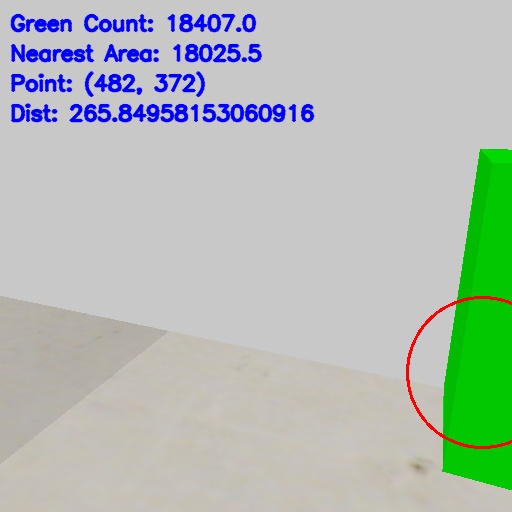 Green Count: 18407.0
Nearest Area: 18025.5
Point: (482, 372)
Dist: 265.84958153060916